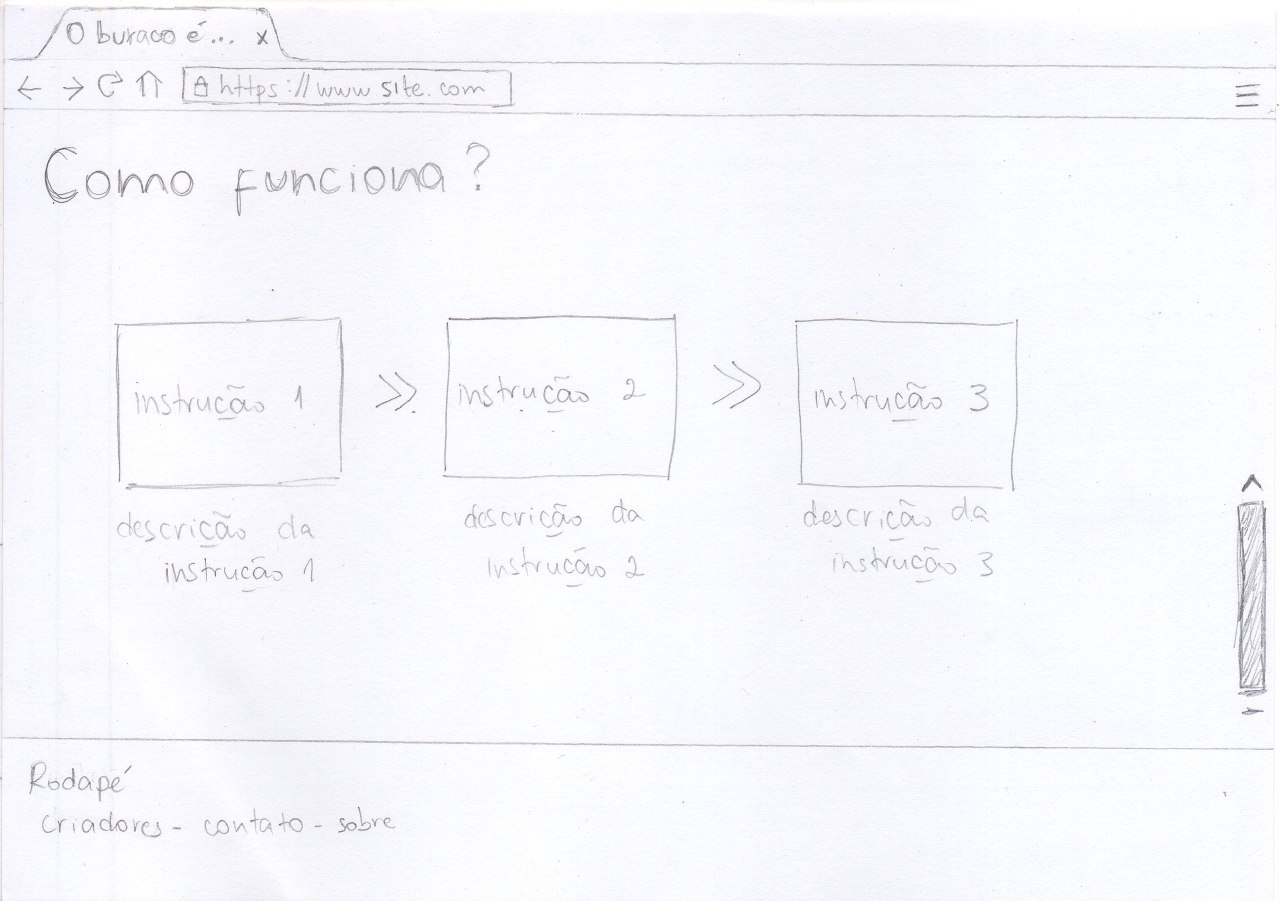 O buraco é... x
https://www.site.com
Como funciona?
instrução 1 >> instrução 2 >> instrução 3
descrição da instrução 1
descrição da instrução 2
descrição da instrução 3
Rodapé
criadores - contato - sobre